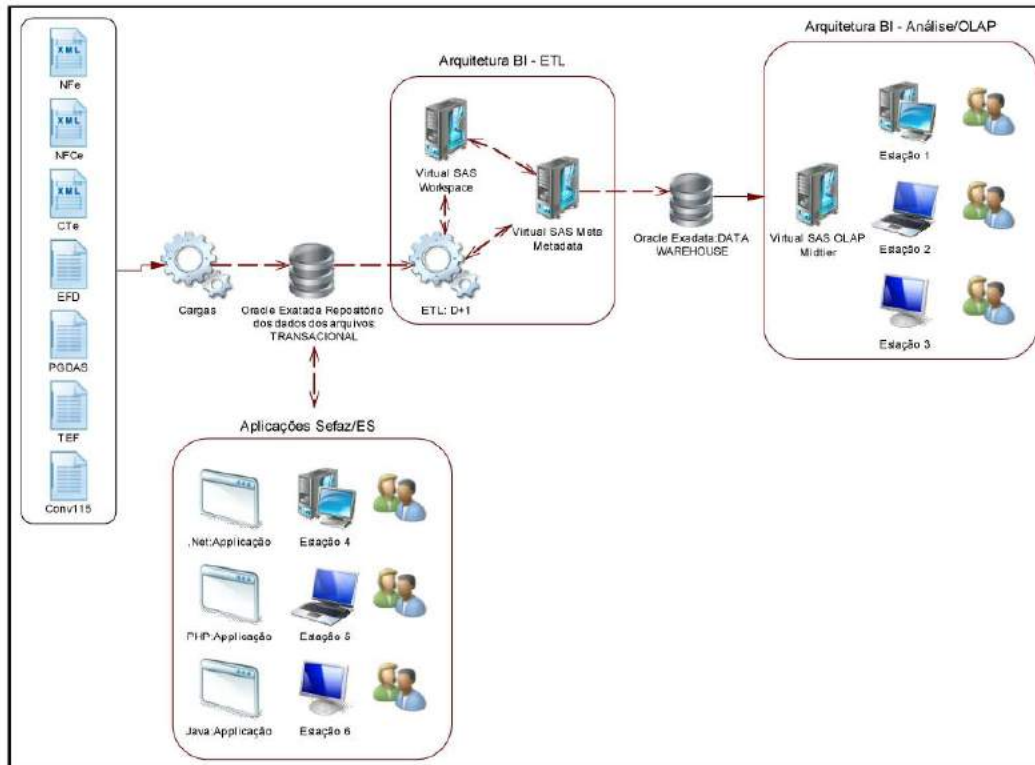 XML
NFe
XML
NFCe
XML
CTe
EFD
PGDAS
TEF
Conv115
Cargas
Oracle Exatada Repositório
dos dados dos arquivos:
TRANSACIONAL
Arquitetura BI - ETL
Virtual SAS
Workspace
Virtual SAS Meta
Metadata
ETL: D+1
Oracle Exadata:DATA
WAREHOUSE
Arquitetura BI - Análise/OLAP
Virtual SAS OLAP
Midtier
Estação 1
Estação 2
Estação 3
Aplicações Sefaz/ES
.Net:Applicação
Estação 4
PHP:Applicação
Estação 5
Java:Applicação
Estação 6